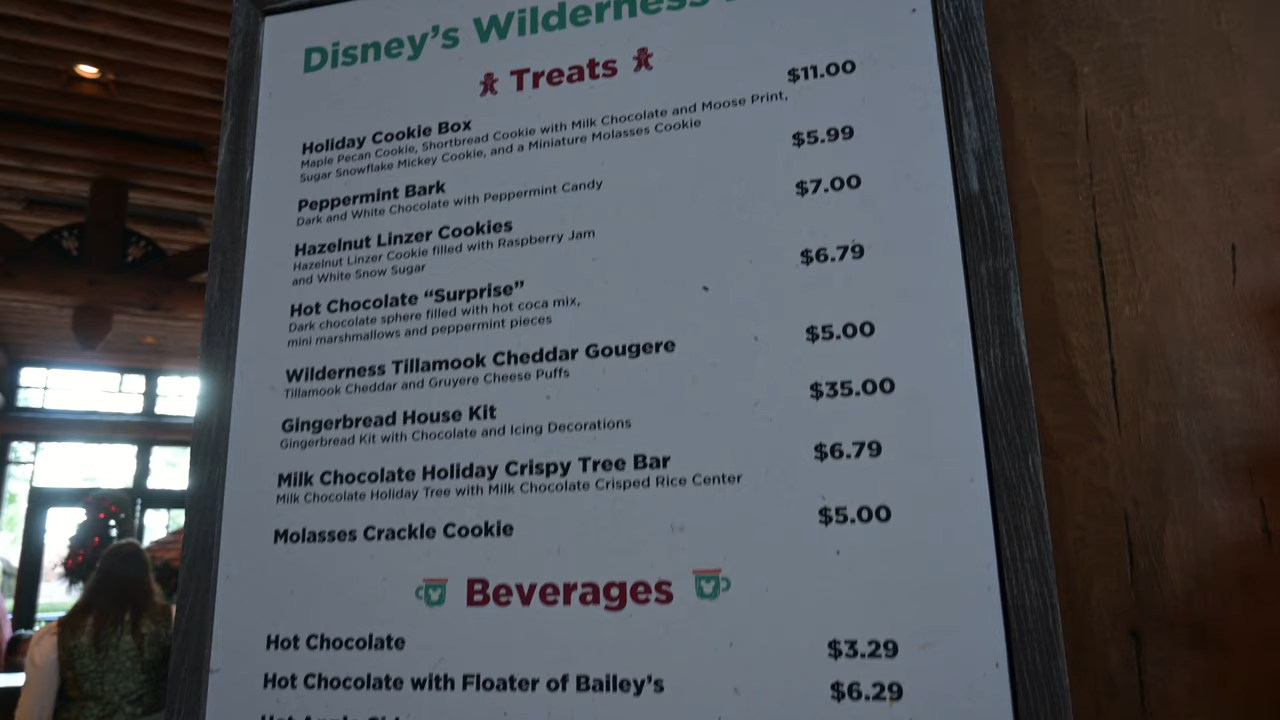 Disney's Wilderness
Treats
Holiday Cookie Box $11.00
Maple Pecan Cookie, Shortbread Cookie with Milk Chocolate and Moose Print,
Sugar Snowflake Mickey Cookie, and a Miniature Molasses Cookie
Peppermint Bark $5.99
Dark and White Chocolate with Peppermint Candy
Hazelnut Linzer Cookies $7.00
Hazelnut Linzer Cookie filled with Raspberry Jam
and White Snow Sugar
Hot Chocolate “Surprise” $6.79
Dark chocolate sphere filled with hot coca mix,
mini marshmallows and peppermint pieces
Wilderness Tillamook Cheddar Gougere $5.00
Tillamook Cheddar and Gruyere Cheese Puffs
Gingerbread House Kit $35.00
Gingerbread Kit with Chocolate and Icing Decorations
Milk Chocolate Holiday Crispy Tree Bar $6.79
Milk Chocolate Holiday Tree with Milk Chocolate Crisped Rice Center
Molasses Crackle Cookie $5.00
Beverages
Hot Chocolate $3.29
Hot Chocolate with Floater of Bailey's $6.29